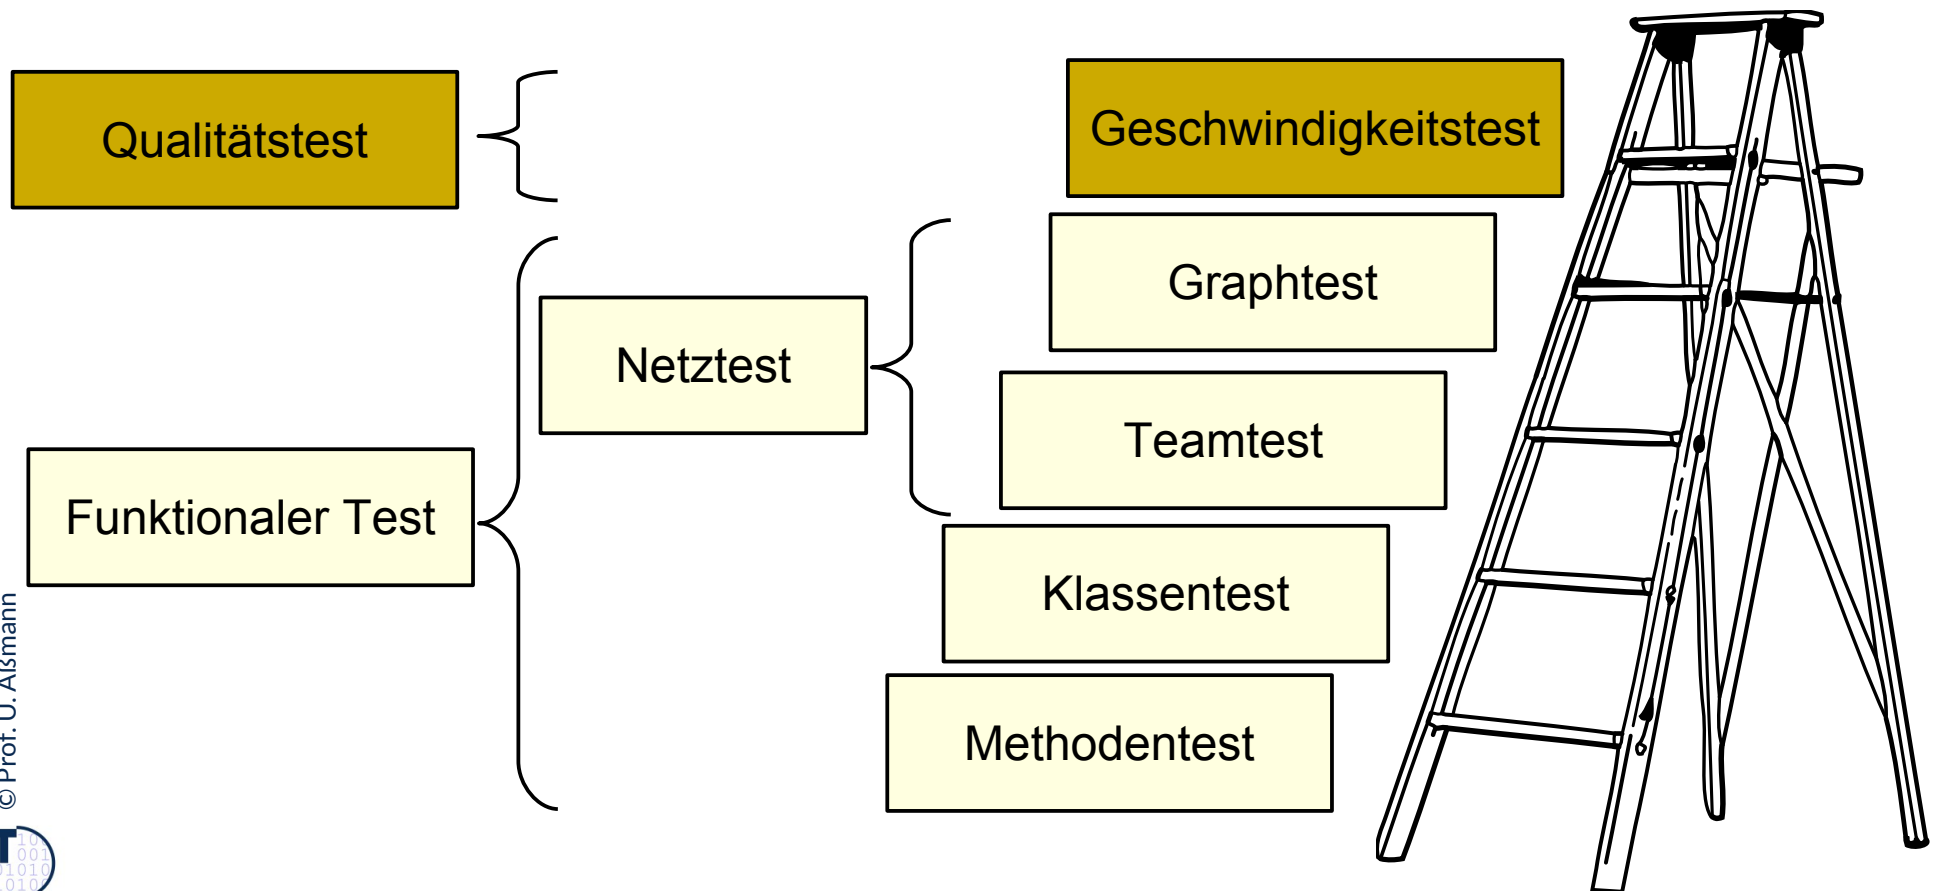 Qualitätstest
Geschwindigkeitstest
Graphtest
Netztest
Teamtest
Funktionaler Test
Klassentest
Methodentest
© Prof. U. Aßmann